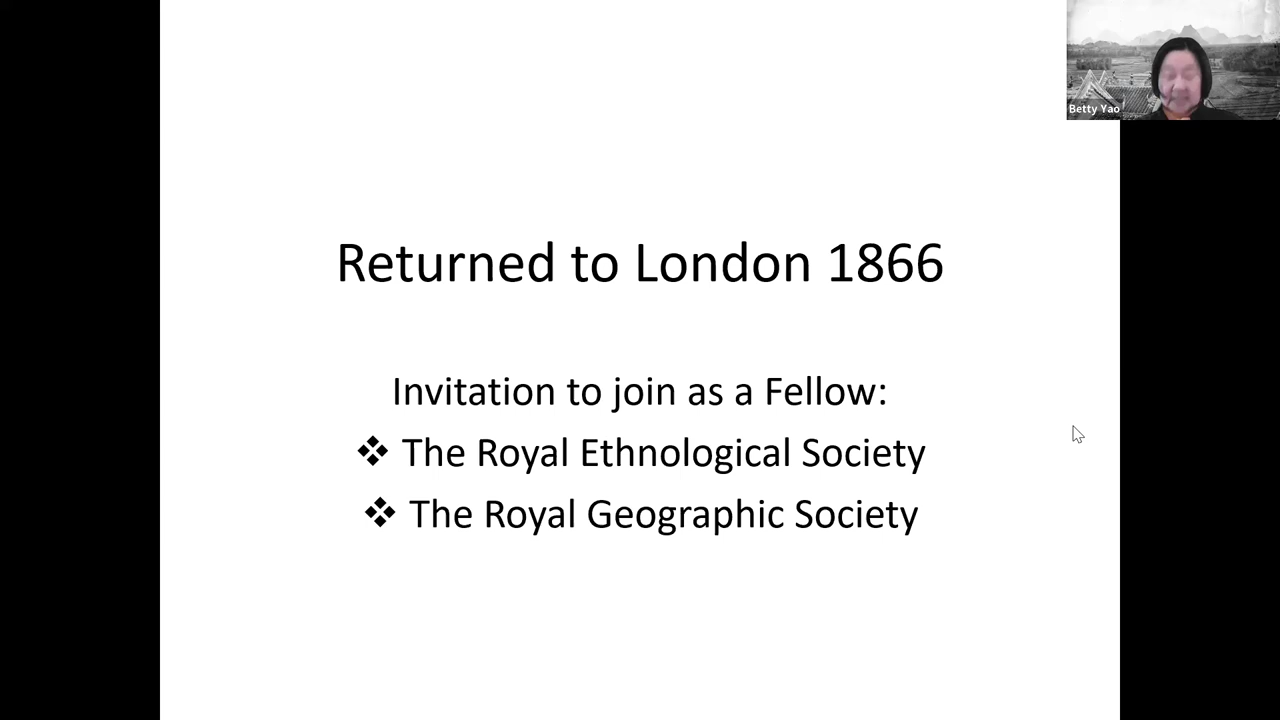 Betty Yao
Returned to London 1866
Invitation to join as a Fellow:
❖ The Royal Ethnological Society
❖ The Royal Geographic Society